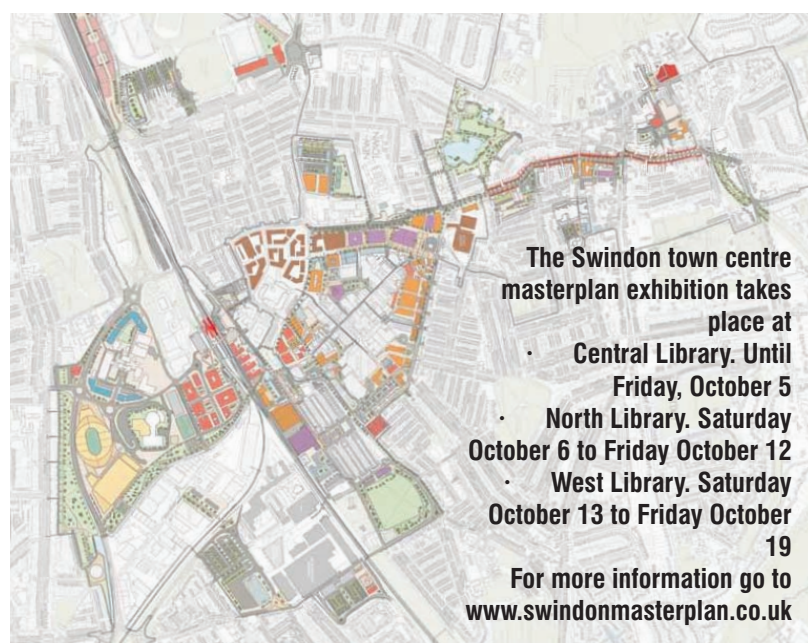 The Swindon town centre
masterplan exhibition takes
place at
· Central Library. Until
Friday, October 5
· North Library. Saturday
October 6 to Friday October 12
· West Library. Saturday
October 13 to Friday October
19
For more information go to
www.swindonmasterplan.co.uk